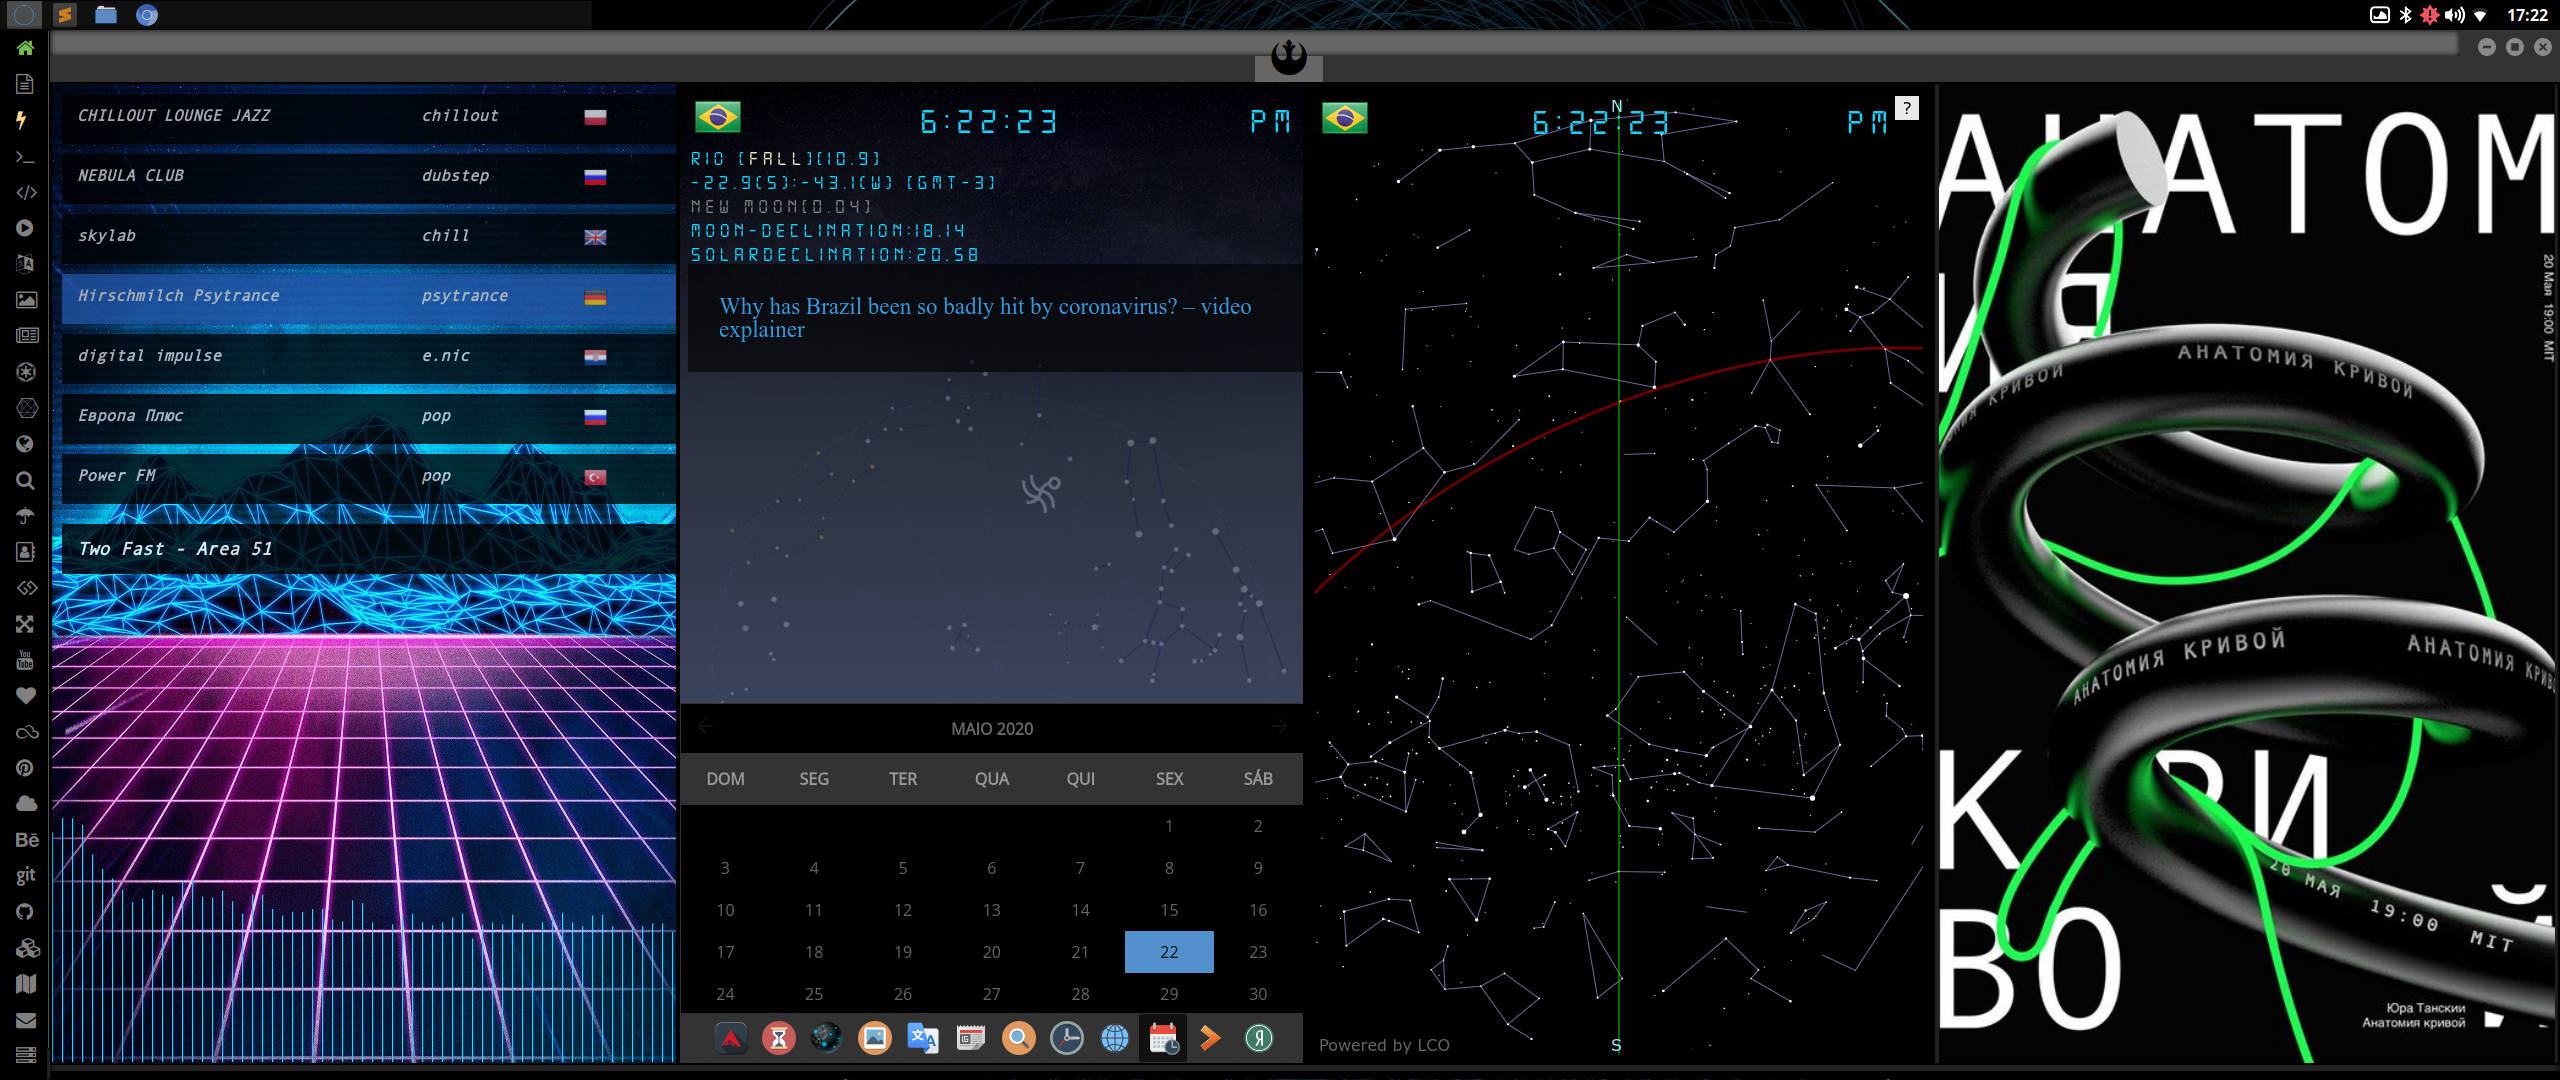 17:22
CHILLOUT LOUNGE JAZZ chillout
NEBULA CLUB dubstep
skylab chill
Hirschmilch Psytrance psytrance
digital impulse e.nic
Европа Плюс pop
Power FM pop
Two Fast - Area 51
You
Tube
Bē
git
6:22:23 PM
RIO [FALL][10.9]
-22.9(S):-43.1(W) [GMT-3]
NEW MOON[0.04]
MOON-DECLINATION:18.14
SOLARDECLINATION:20.58
Why has Brazil been so badly hit by coronavirus? – video
explainer
MAIO 2020
DOM SEG TER QUA QUI SEX SÁB
1 2
3 4 5 6 7 8 9
10 11 12 13 14 15 16
17 18 19 20 21 22 23
24 25 26 27 28 29 30
N
6:22:23 PM
?
S
Powered by LCO
АНАТОМ
ИЯ
КРИ
ВО Й
20 Мая 19:00 MIT
АНАТОМИЯ КРИВОЙ
КРИВОЙ
АНАТОМИЯ КРИВОЙ
АНАТОМИЯ
20 МАЯ 19:00 MIT
Юра Танскии
Анатомия кривой